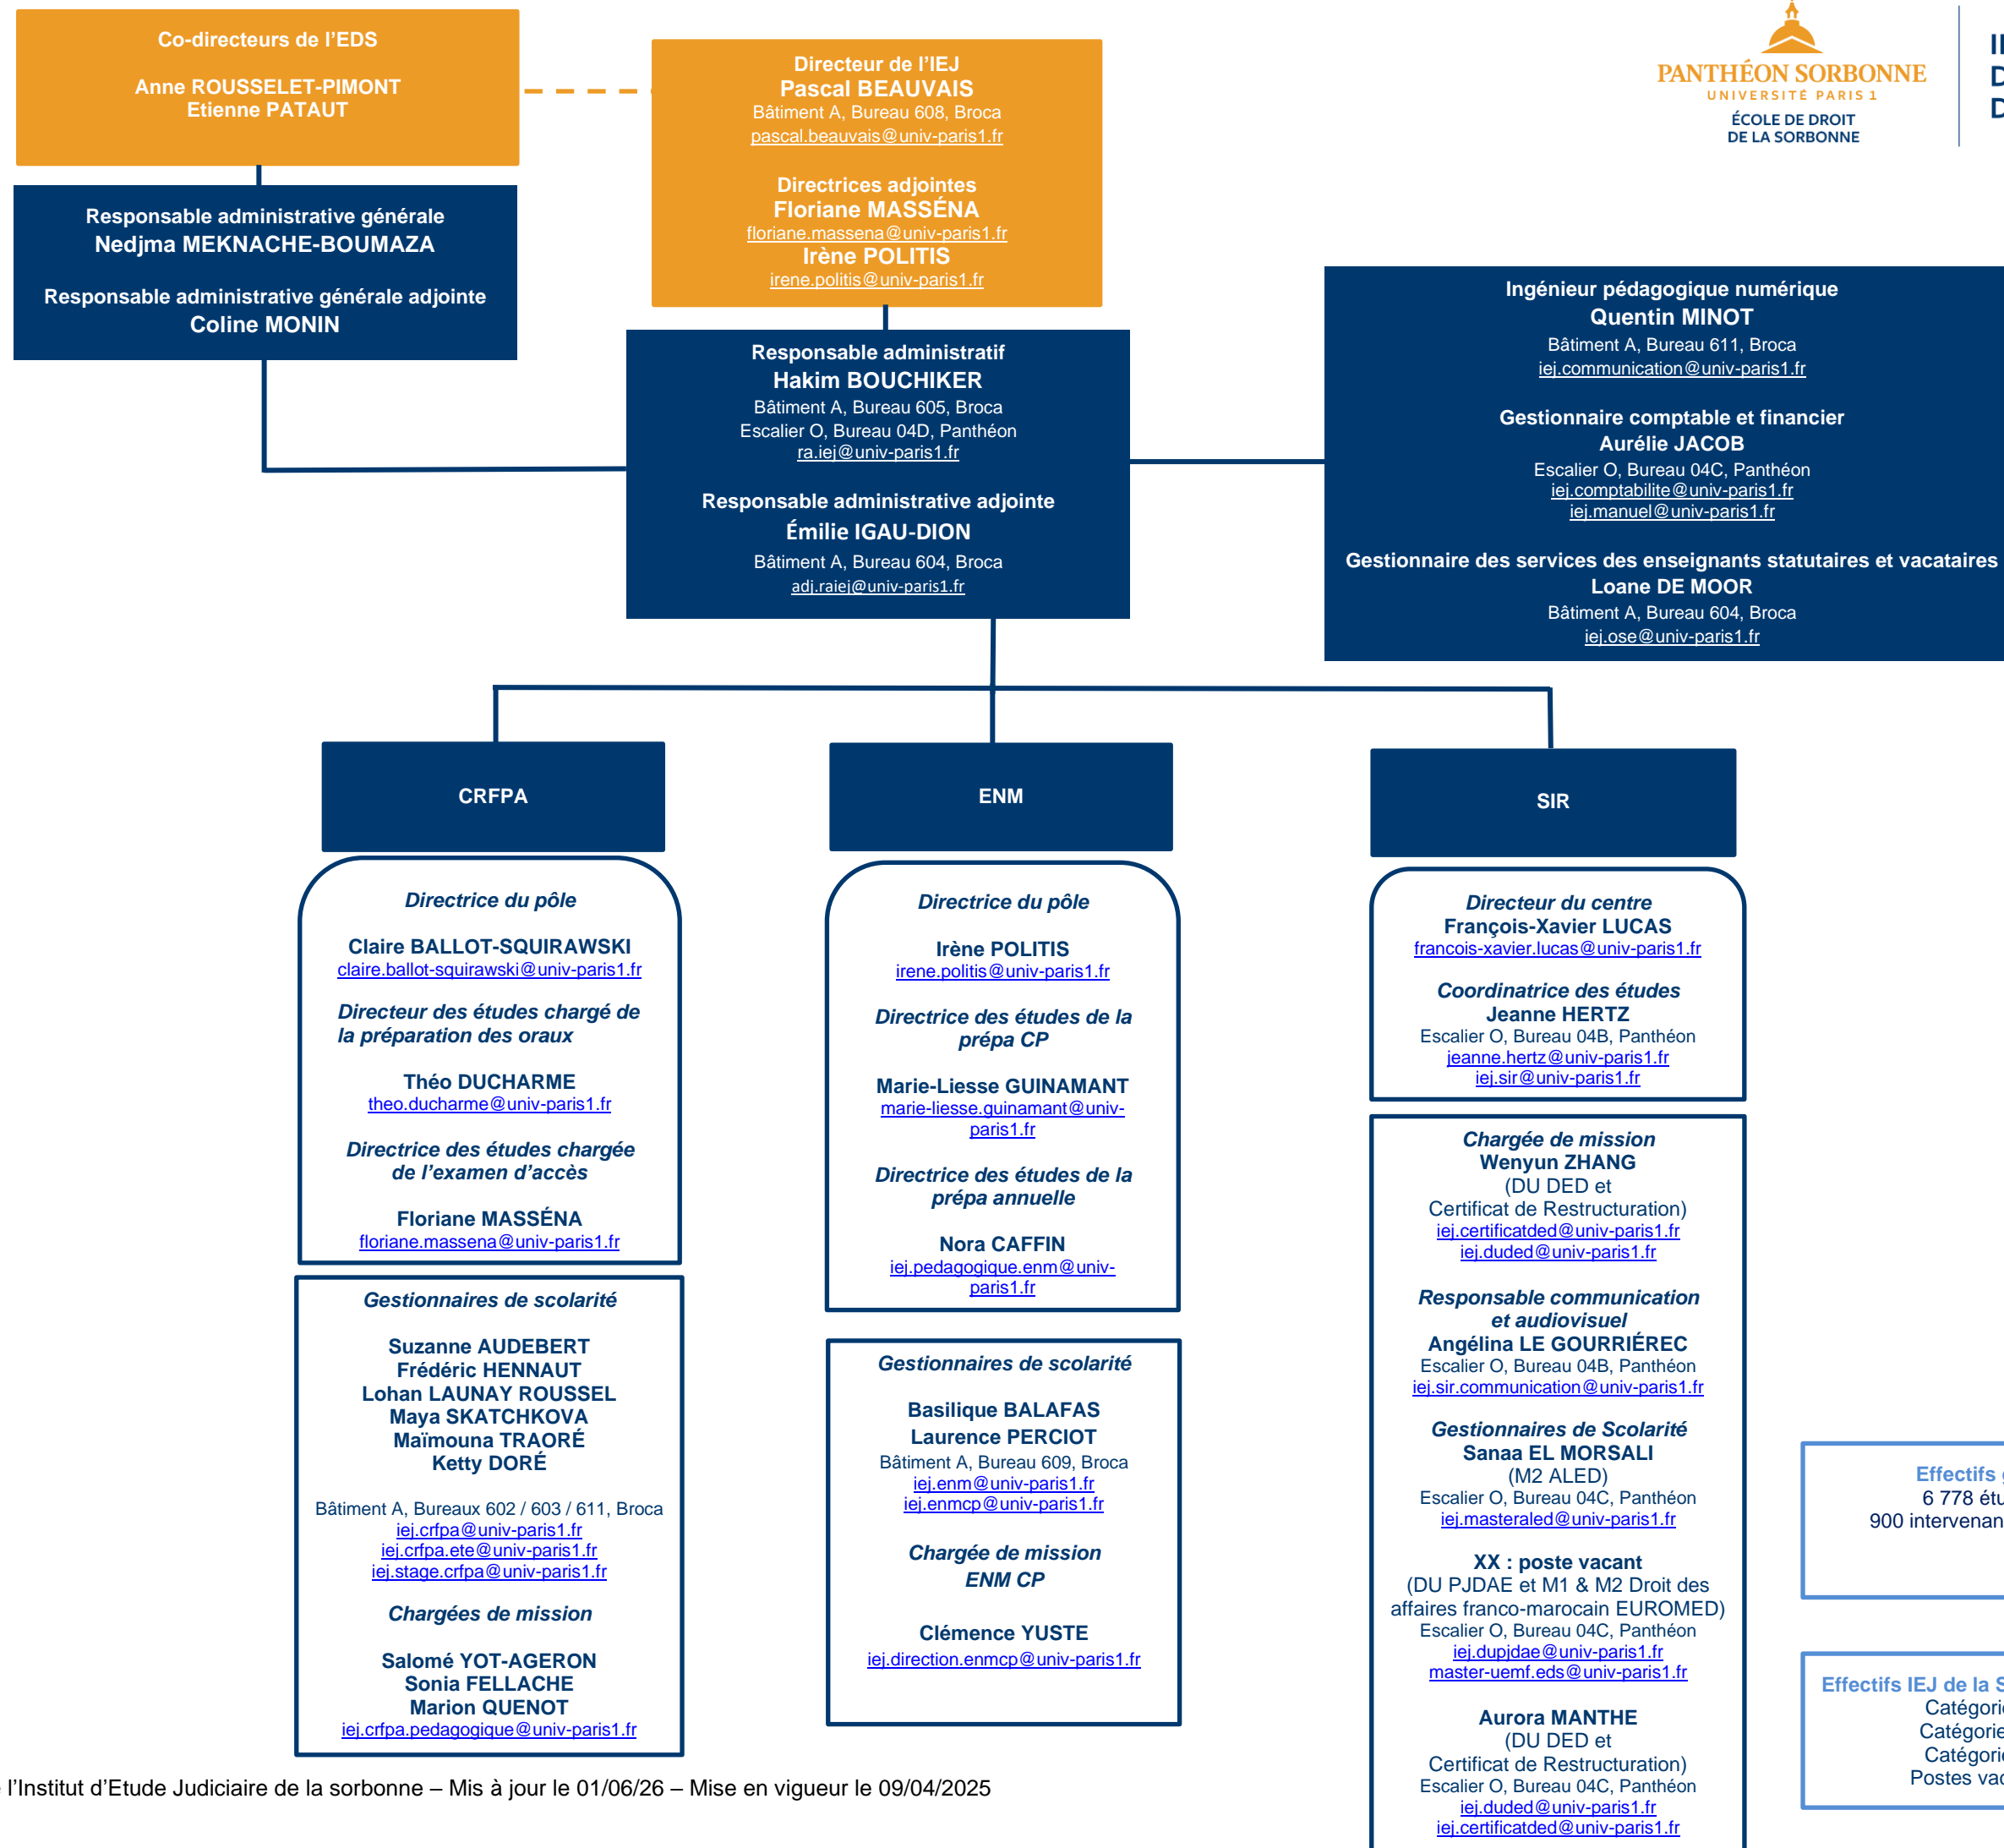 Co-directeurs de l’EDS
Anne ROUSSELET-PIMONT
Etienne PATAUT
Directeur de l’IEJ
Pascal BEAUVAIS
Bâtiment A, Bureau 608, Broca
pascal.beauvais@univ-paris1.fr
Directrices adjointes
Floriane MASSÉNA
floriane.massena@univ-paris1.fr
Irène POLITIS
irene.politis@univ-paris1.fr
PANTHÉON SORBONNE
UNIVERSITÉ PARIS 1
ÉCOLE DE DROIT
DE LA SORBONNE
Responsable administrative générale
Nedjma MEKNACHE-BOUMAZA
Responsable administrative générale adjointe
Coline MONIN
Responsable administratif
Hakim BOUCHIKER
Bâtiment A, Bureau 605, Broca
Escalier O, Bureau 04D, Panthéon
ra.iej@univ-paris1.fr
Responsable administrative adjointe
Émilie IGAU-DION
Bâtiment A, Bureau 604, Broca
adj.raiej@univ-paris1.fr
Ingénieur pédagogique numérique
Quentin MINOT
Bâtiment A, Bureau 611, Broca
iej.communication@univ-paris1.fr
Gestionnaire comptable et financier
Aurélie JACOB
Escalier O, Bureau 04C, Panthéon
iej.comptabilite@univ-paris1.fr
iej.manuel@univ-paris1.fr
Gestionnaire des services des enseignants statutaires et vacataires
Loane DE MOOR
Bâtiment A, Bureau 604, Broca
iej.ose@univ-paris1.fr
CRFPA
Directrice du pôle
Claire BALLOT-SQUIRAWSKI
claire.ballot-squirawski@univ-paris1.fr
Directeur des études chargé de
la préparation des oraux
Théo DUCHARME
theo.ducharme@univ-paris1.fr
Directrice des études chargée
de l’examen d’accès
Floriane MASSÉNA
floriane.massena@univ-paris1.fr
Gestionnaires de scolarité
Suzanne AUDEBERT
Frédéric HENNAUT
Lohan LAUNAY ROUSSEL
Maya SKATCHKOVA
Maïmouna TRAORÉ
Ketty DORÉ
Bâtiment A, Bureaux 602 / 603 / 611, Broca
iej.crfpa@univ-paris1.fr
iej.crfpa.ete@univ-paris1.fr
iej.stage.crfpa@univ-paris1.fr
Chargées de mission
Salomé YOT-AGERON
Sonia FELLACHE
Marion QUENOT
iej.crfpa.pedagogique@univ-paris1.fr
ENM
Directrice du pôle
Irène POLITIS
irene.politis@univ-paris1.fr
Directrice des études de la
prépa CP
Marie-Liesse GUINAMANT
marie-liesse.guinamant@univ-
paris1.fr
Directrice des études de la
prépa annuelle
Nora CAFFIN
iej.pedagogique.enm@univ-
paris1.fr
Gestionnaires de scolarité
Basilique BALAFAS
Laurence PERCIOT
Bâtiment A, Bureau 609, Broca
iej.enm@univ-paris1.fr
iej.enmcp@univ-paris1.fr
Chargée de mission
ENM CP
Clémence YUSTE
iej.direction.enmcp@univ-paris1.fr
SIR
Directeur du centre
François-Xavier LUCAS
francois-xavier.lucas@univ-paris1.fr
Coordinatrice des études
Jeanne HERTZ
Escalier O, Bureau 04B, Panthéon
jeanne.hertz@univ-paris1.fr
iej.sir@univ-paris1.fr
Chargée de mission
Wenyun ZHANG
(DU DED et
Certificat de Restructuration)
iej.certificatded@univ-paris1.fr
iej.duded@univ-paris1.fr
Responsable communication
et audiovisuel
Angélina LE GOURRIÉREC
Escalier O, Bureau 04B, Panthéon
iej.sir.communication@univ-paris1.fr
Gestionnaires de Scolarité
Sanaa EL MORSALI
(M2 ALED)
Escalier O, Bureau 04C, Panthéon
iej.masteraled@univ-paris1.fr
XX : poste vacant
(DU PJDAE et M1 & M2 Droit des
affaires franco-marocain EUROMED)
Escalier O, Bureau 04C, Panthéon
iej.dupjdae@univ-paris1.fr
master-uemf.eds@univ-paris1.fr
Aurora MANTHE
(DU DED et
Certificat de Restructuration)
Escalier O, Bureau 04C, Panthéon
iej.duded@univ-paris1.fr
iej.certificatded@univ-paris1.fr
Effectifs
6 778
900
Effectifs IEJ de la
Postes
l’Institut d’Etude Judiciaire de la sorbonne – Mis à jour le 01/06/26 – Mise en vigueur le 09/04/2025